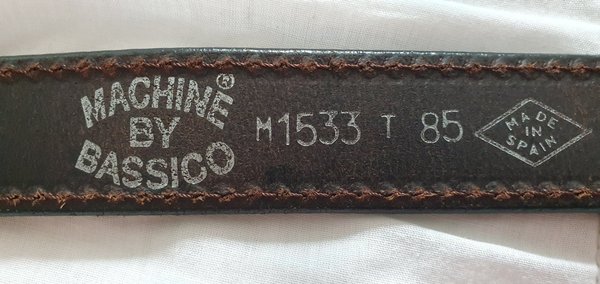 MACHINE®
BY
BASSICO
M1533 T 85
MADE
IN
SPAIN